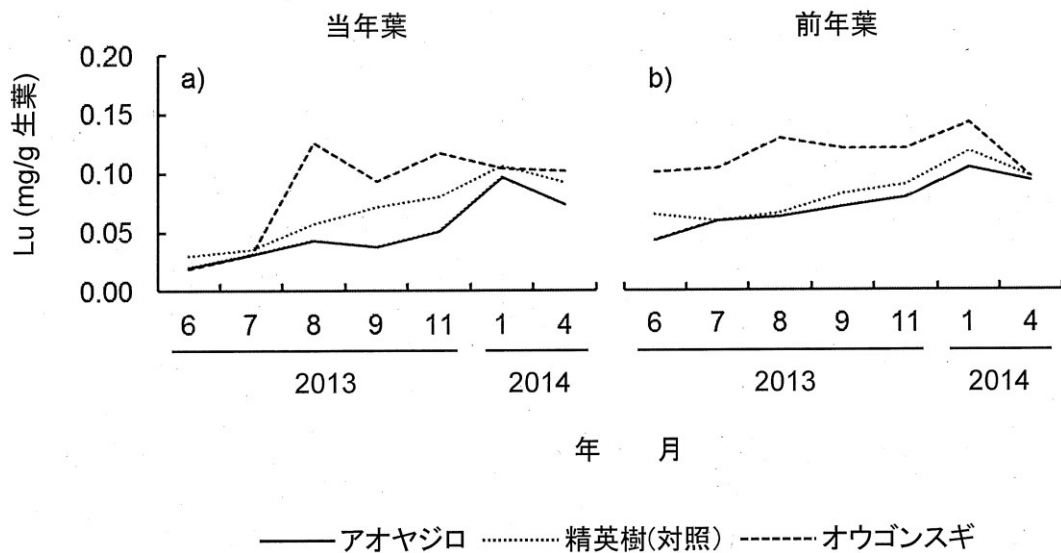 当年葉 前年葉
a) b)
Lu (mg/g 生葉)
0.20
0.15
0.10
0.05
0.00
6 7 8 9 11 1 4 6 7 8 9 11 1 4
2013 2014 2013 2014
年 月
アオヤジロ 精英樹(対照) オウゴンスギ